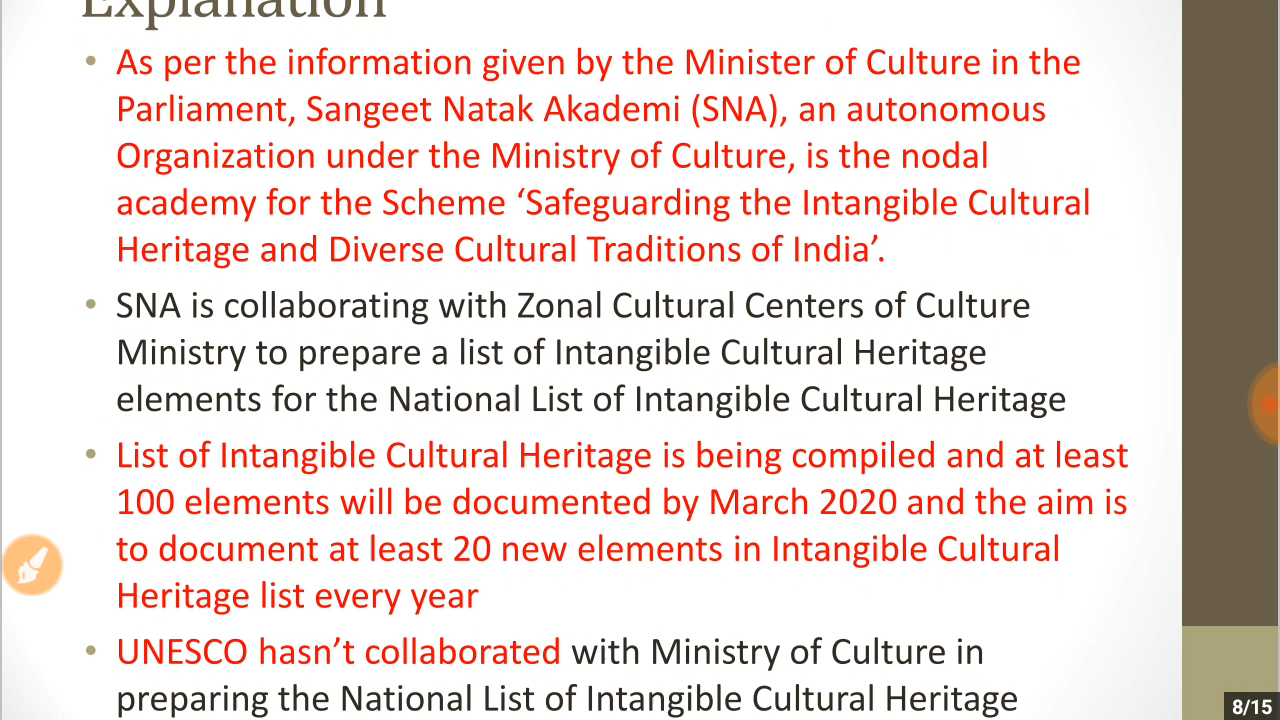 Explanation
• As per the information given by the Minister of Culture in the
Parliament, Sangeet Natak Akademi (SNA), an autonomous
Organization under the Ministry of Culture, is the nodal
academy for the Scheme ‘Safeguarding the Intangible Cultural
Heritage and Diverse Cultural Traditions of India’.
• SNA is collaborating with Zonal Cultural Centers of Culture
Ministry to prepare a list of Intangible Cultural Heritage
elements for the National List of Intangible Cultural Heritage
• List of Intangible Cultural Heritage is being compiled and at least
100 elements will be documented by March 2020 and the aim is
to document at least 20 new elements in Intangible Cultural
Heritage list every year
• UNESCO hasn’t collaborated with Ministry of Culture in
preparing the National List of Intangible Cultural Heritage
8/15